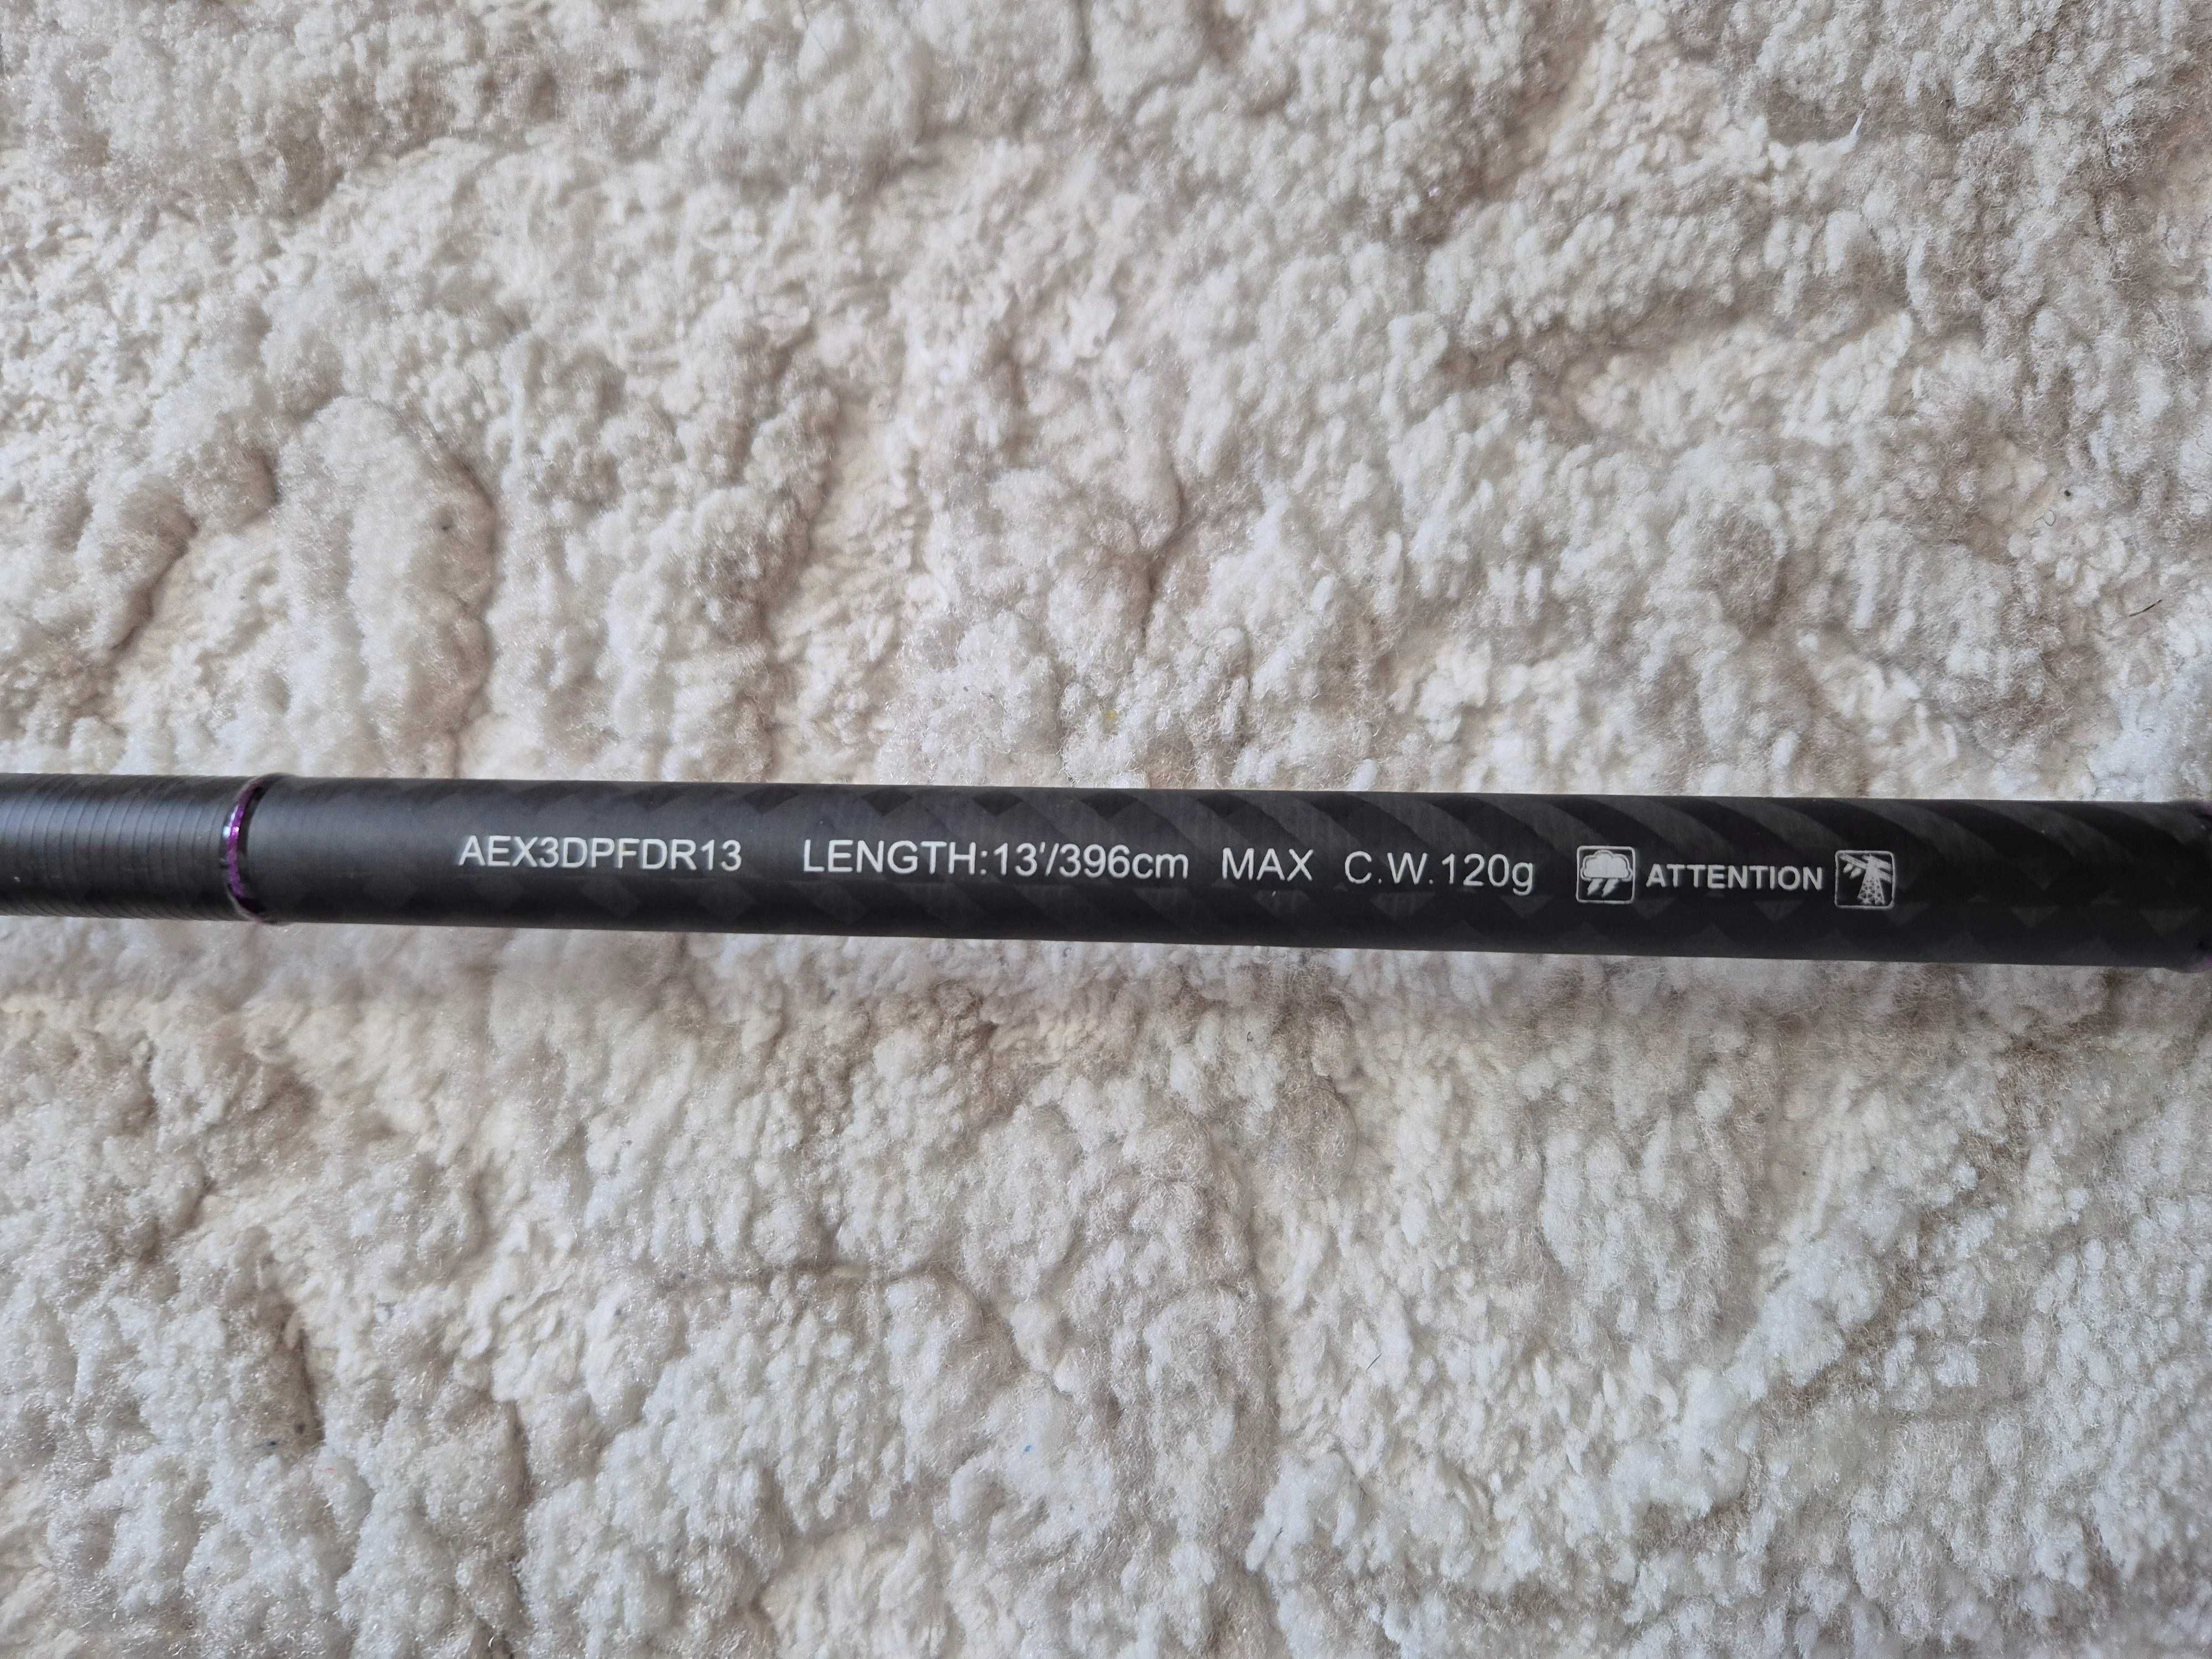 AEX3DPFDR13 LENGTH:13'/396cm MAX C.W.120g ATTENTION